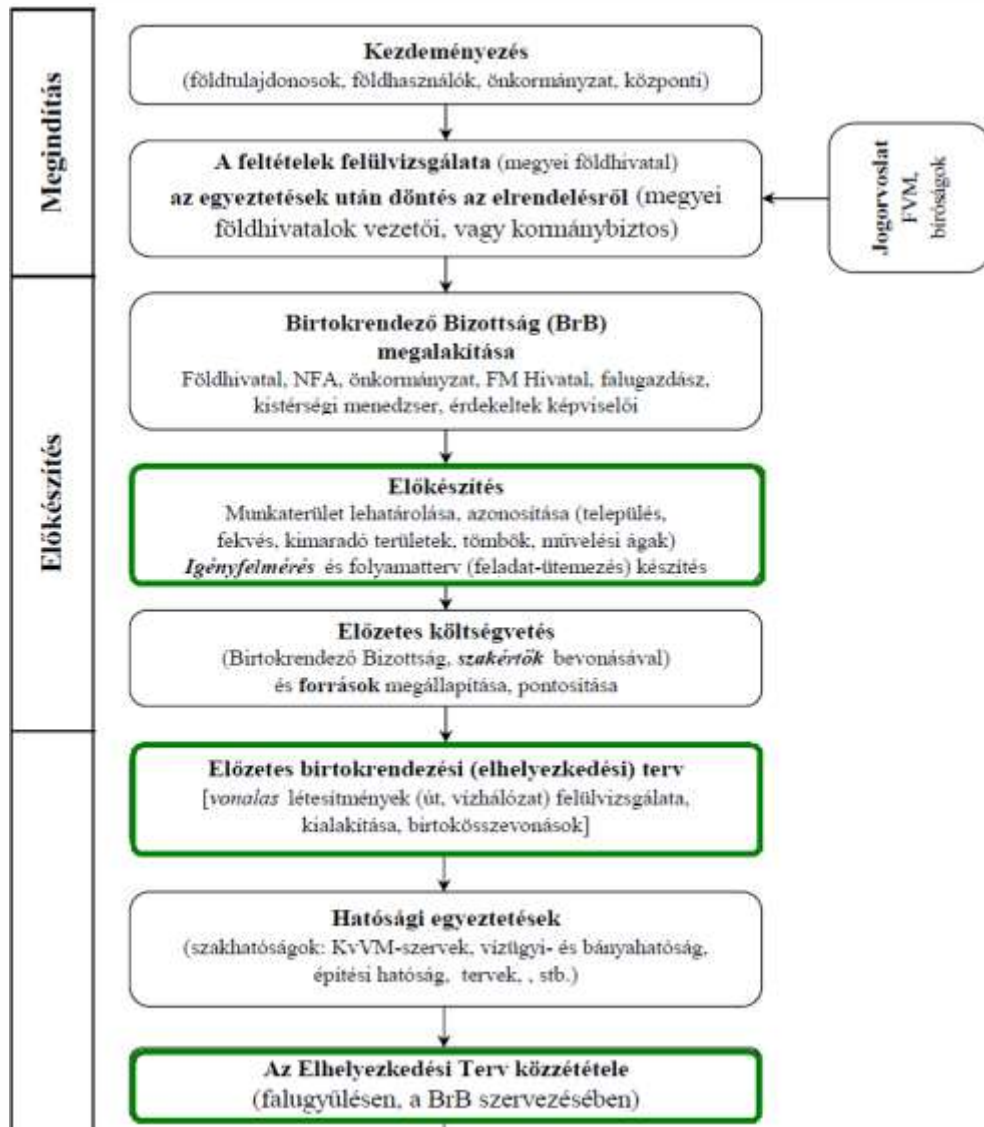 Megindítás
Kezdeményezés
(földtulajdonosok, földhasználók, önkormányzat, központi)
A feltételek felülvizsgálata (megyei földhivatal)
az egyeztetések után döntés az elrendelésről (megyei
földhivatalok vezetői, vagy kormánybiztos)
Jogorvoslat
FVM,
bíróságok
Előkészítés
Birtokrendező Bizottság (BrB)
megalakítása
Földhivatal, NFA, önkormányzat, FM Hivatal, falugazdász,
kistérségi menedzser, érdekeltek képviselői
Előkészítés
Munkaterület lehatárolása, azonosítása (település,
fekvés, kimaradó területek, tömbök, művelési ágak)
Igényfelmérés és folyamatterv (feladat-ütemezés) készítés
Előzetes költségvetés
(Birtokrendező Bizottság, szakértők bevonásával)
és források megállapítása, pontosítása
Előzetes birtokrendezési (elhelyezkedési) terv
[vonalas létesítmények (út, vízhálózat) felülvizsgálata,
kialakítása, birtokösszevonások]
Hatósági egyeztetések
(szakhatóságok: KvVM-szervek, vízügyi- és bányahatóság,
építési hatóság, tervek, , stb.)
Az Elhelyezkedési Terv közzététele
(falugyűlésen, a BrB szervezésében)